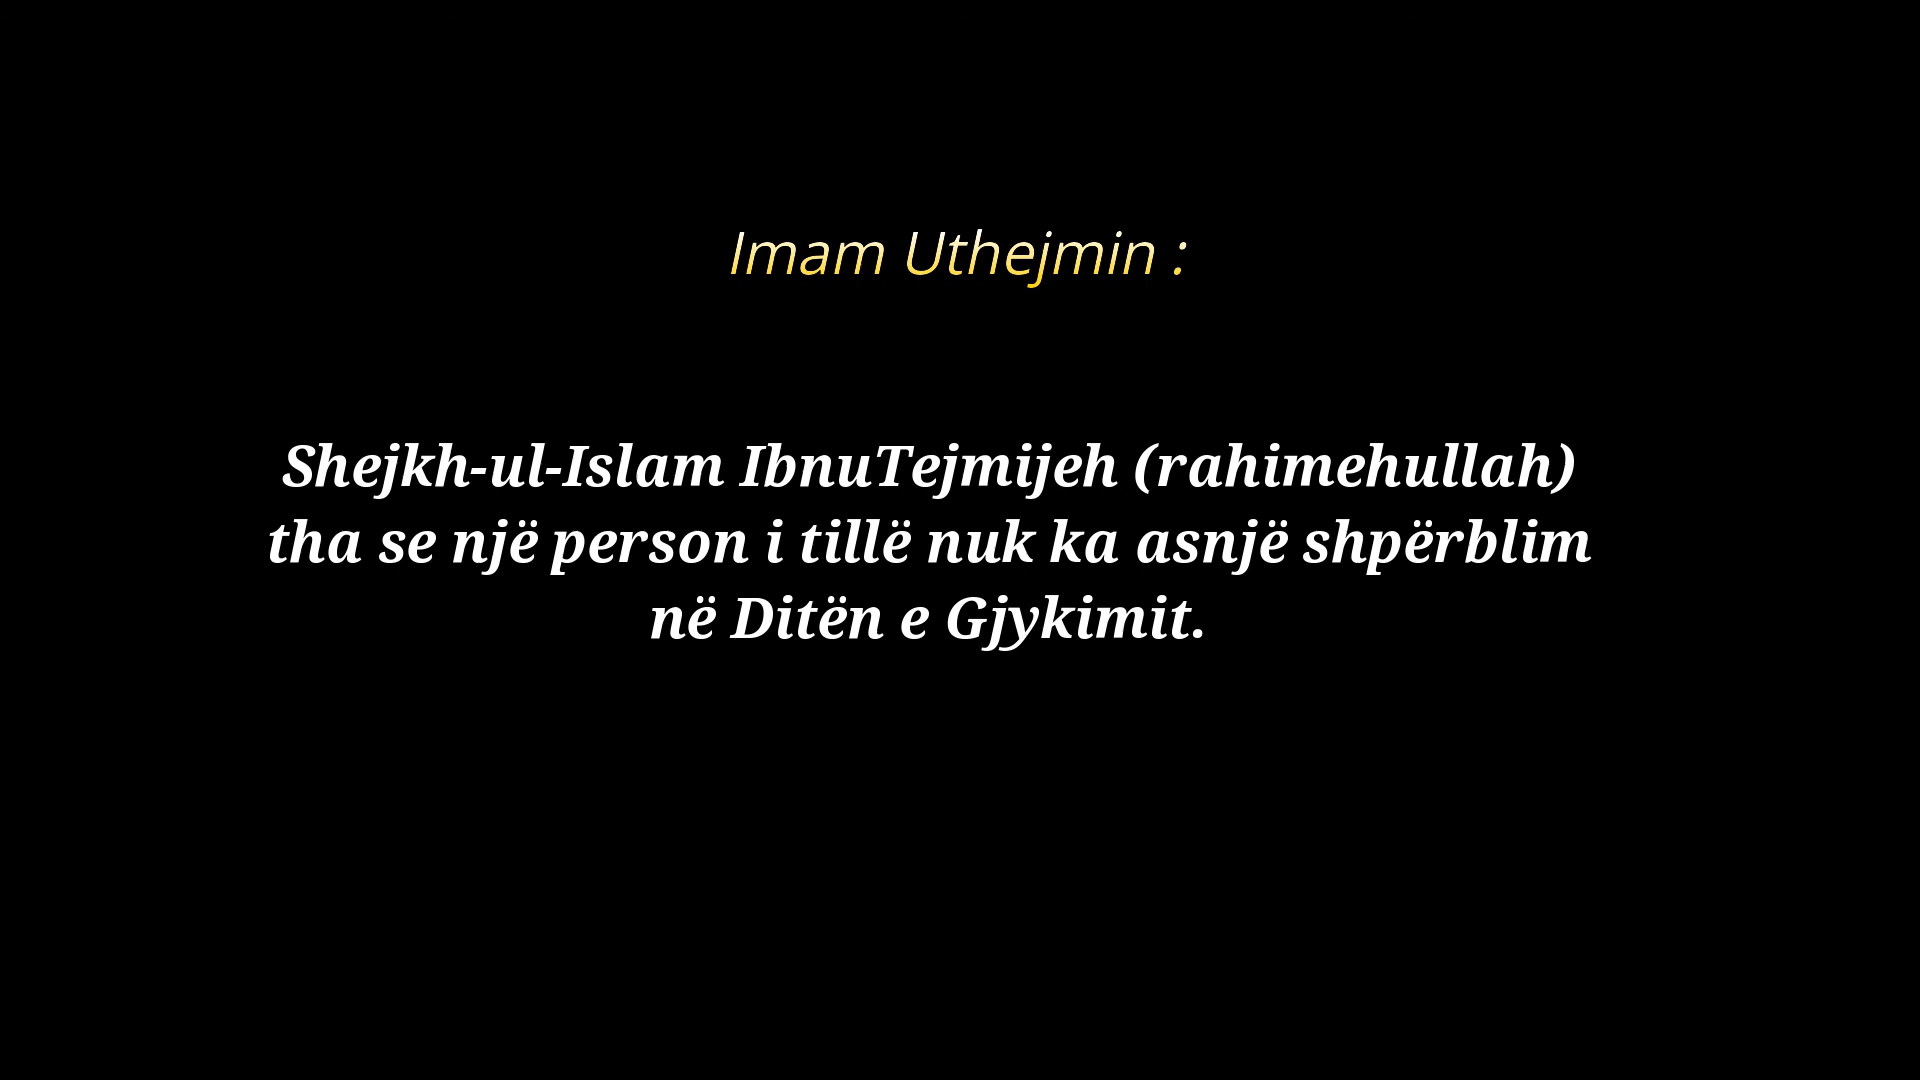 Imam Uthejmin :
Shejkh-ul-Islam IbnuTejmijeh (rahimehullah)
tha se një person i tillë nuk ka asnjë shpërblim
në Ditën e Gjykimit.